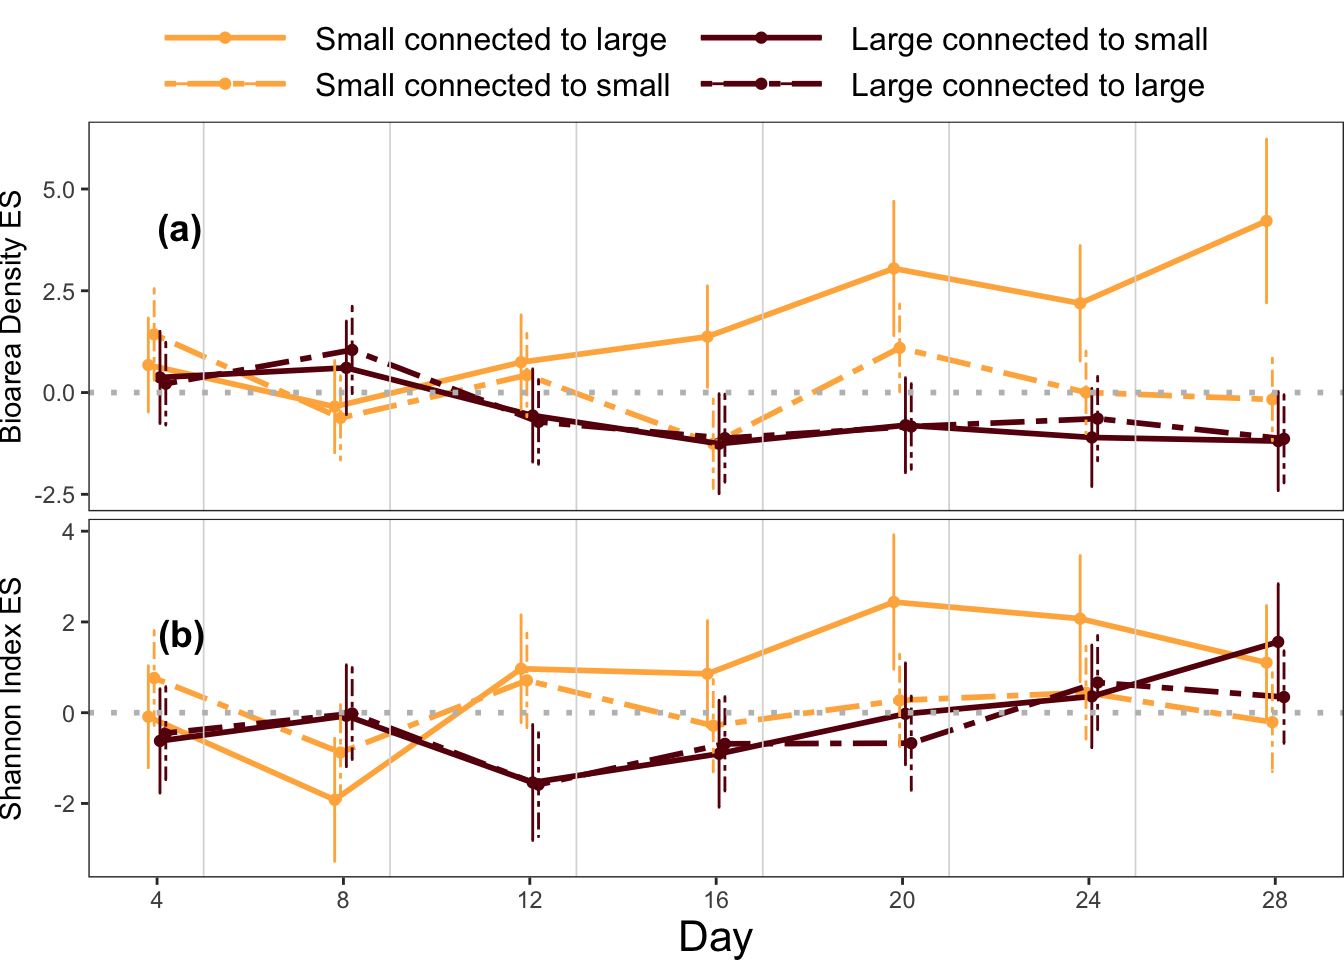 Small connected to large
Large connected to small
Small connected to small
Large connected to large
Bioarea Density ES
5.0
2.5
0.0
-2.5
(a)
Shannon Index ES
4
2
0
-2
(b)
4
8
12
16
20
24
28
Day